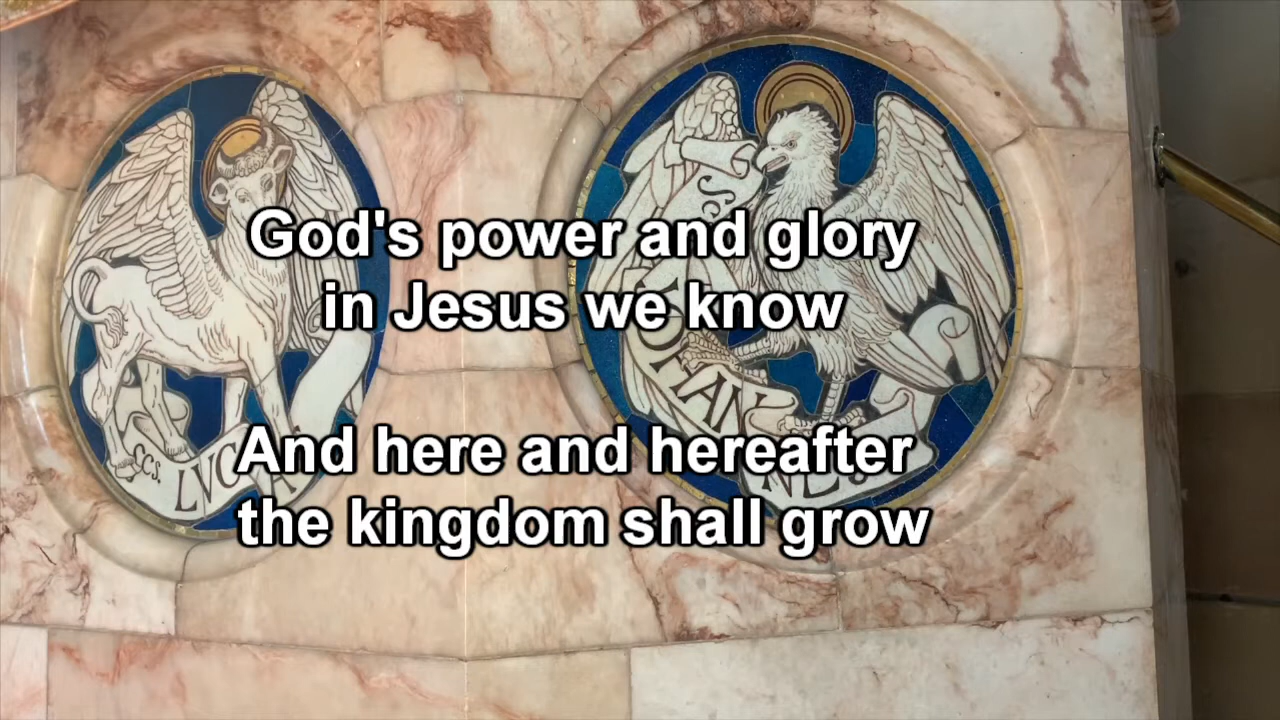 God's power and glory
in Jesus we know
And here and hereafter
the kingdom shall grow